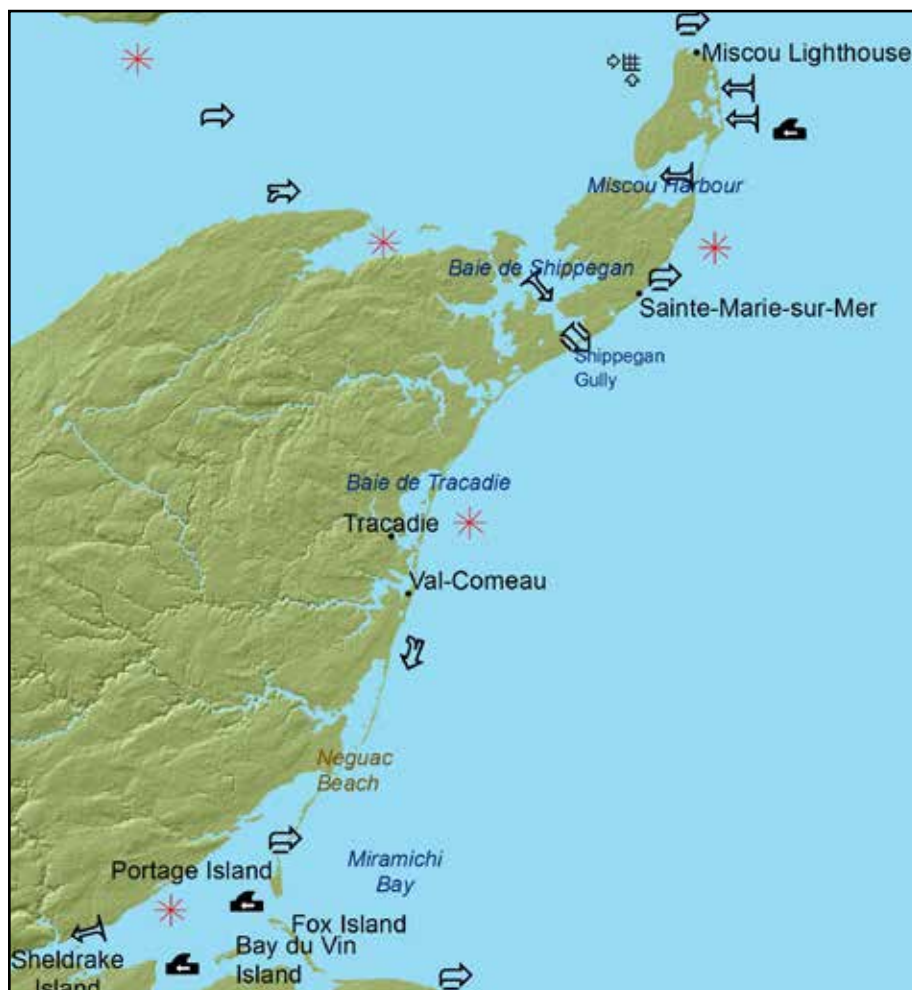 Miscou Lighthouse
Miscou Harbour
Baie de Shippegan
Sainte-Marie-sur-Mer
Shippegan
Gully
Baie de Tracadie
Tracadie
Val-Comeau
Neguac
Beach
Miramichi
Bay
Portage Island
Fox Island
Bay du Vin
Island
Sheldrake
Island